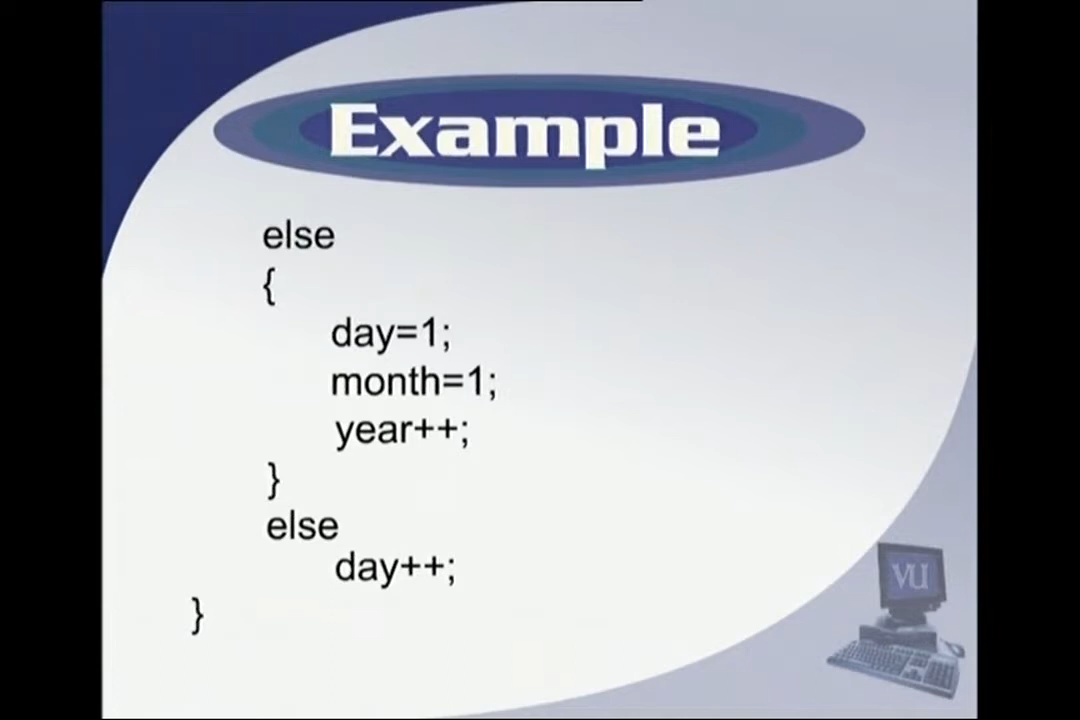 Example
else
{
day=1;
month=1;
year++;
}
else
day++;
}
VU